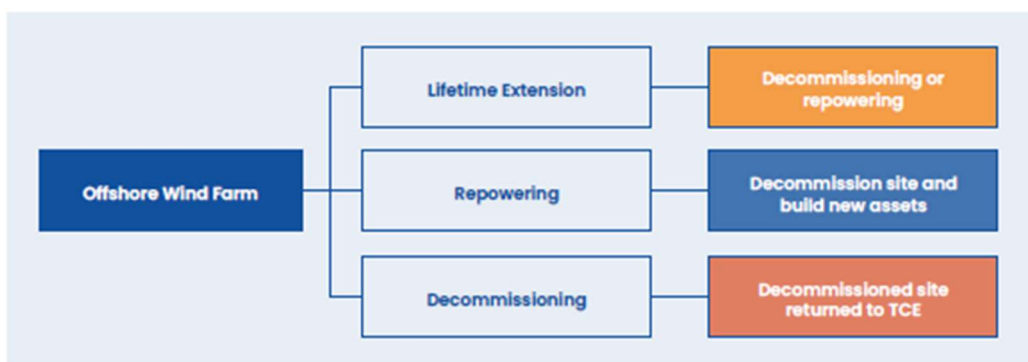 Lifetime Extension
Decommissioning or
repowering
Offshore Wind Farm
Repowering
Decommission site and
build new assets
Decommissioning
Decommissioned site
returned to TCE